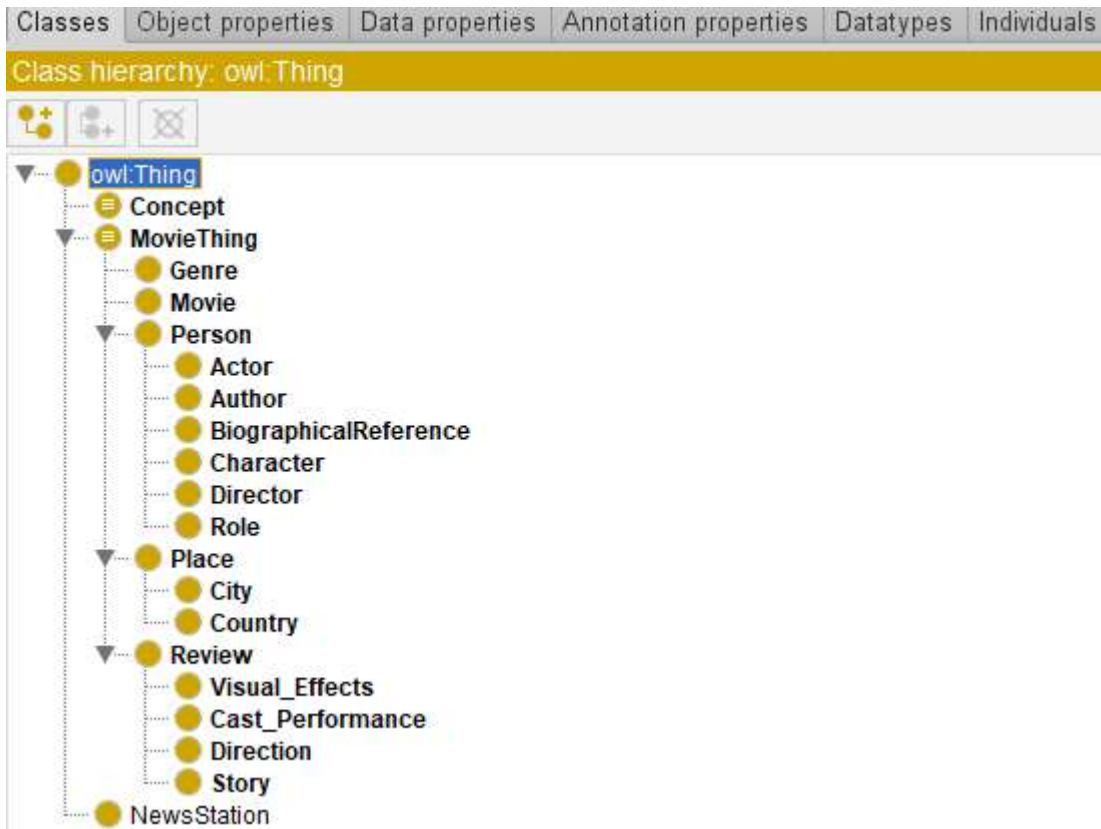 Classes Object properties Data properties Annotation properties Datatypes Individuals
Class hierarchy: owl:Thing
owl:Thing
Concept
MovieThing
Genre
Movie
Person
Actor
Author
BiographicalReference
Character
Director
Role
Place
City
Country
Review
Visual_Effects
Cast_Performance
Direction
Story
NewsStation